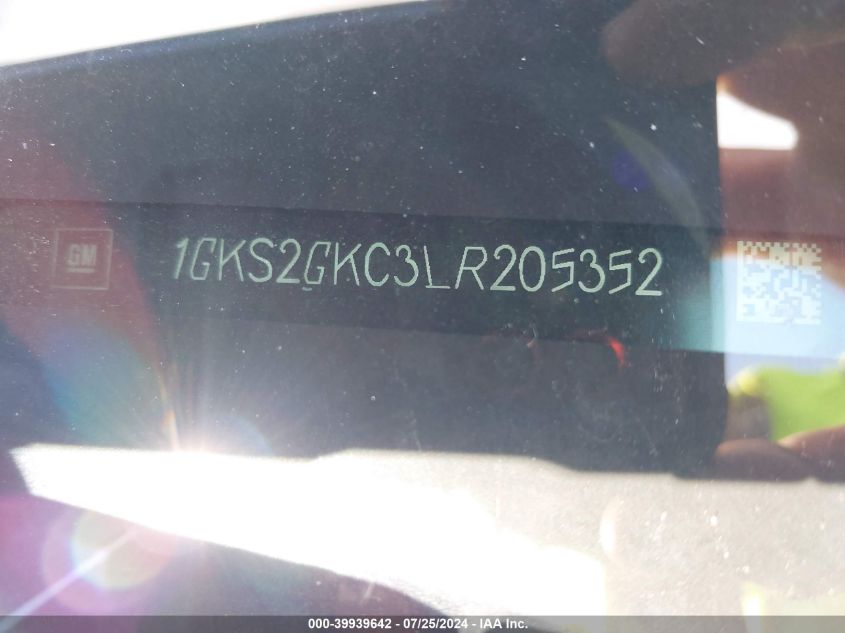 GM
1GKS2GKC3LR205352
000-39939642 / 07/25/2024 - IAA Inc.